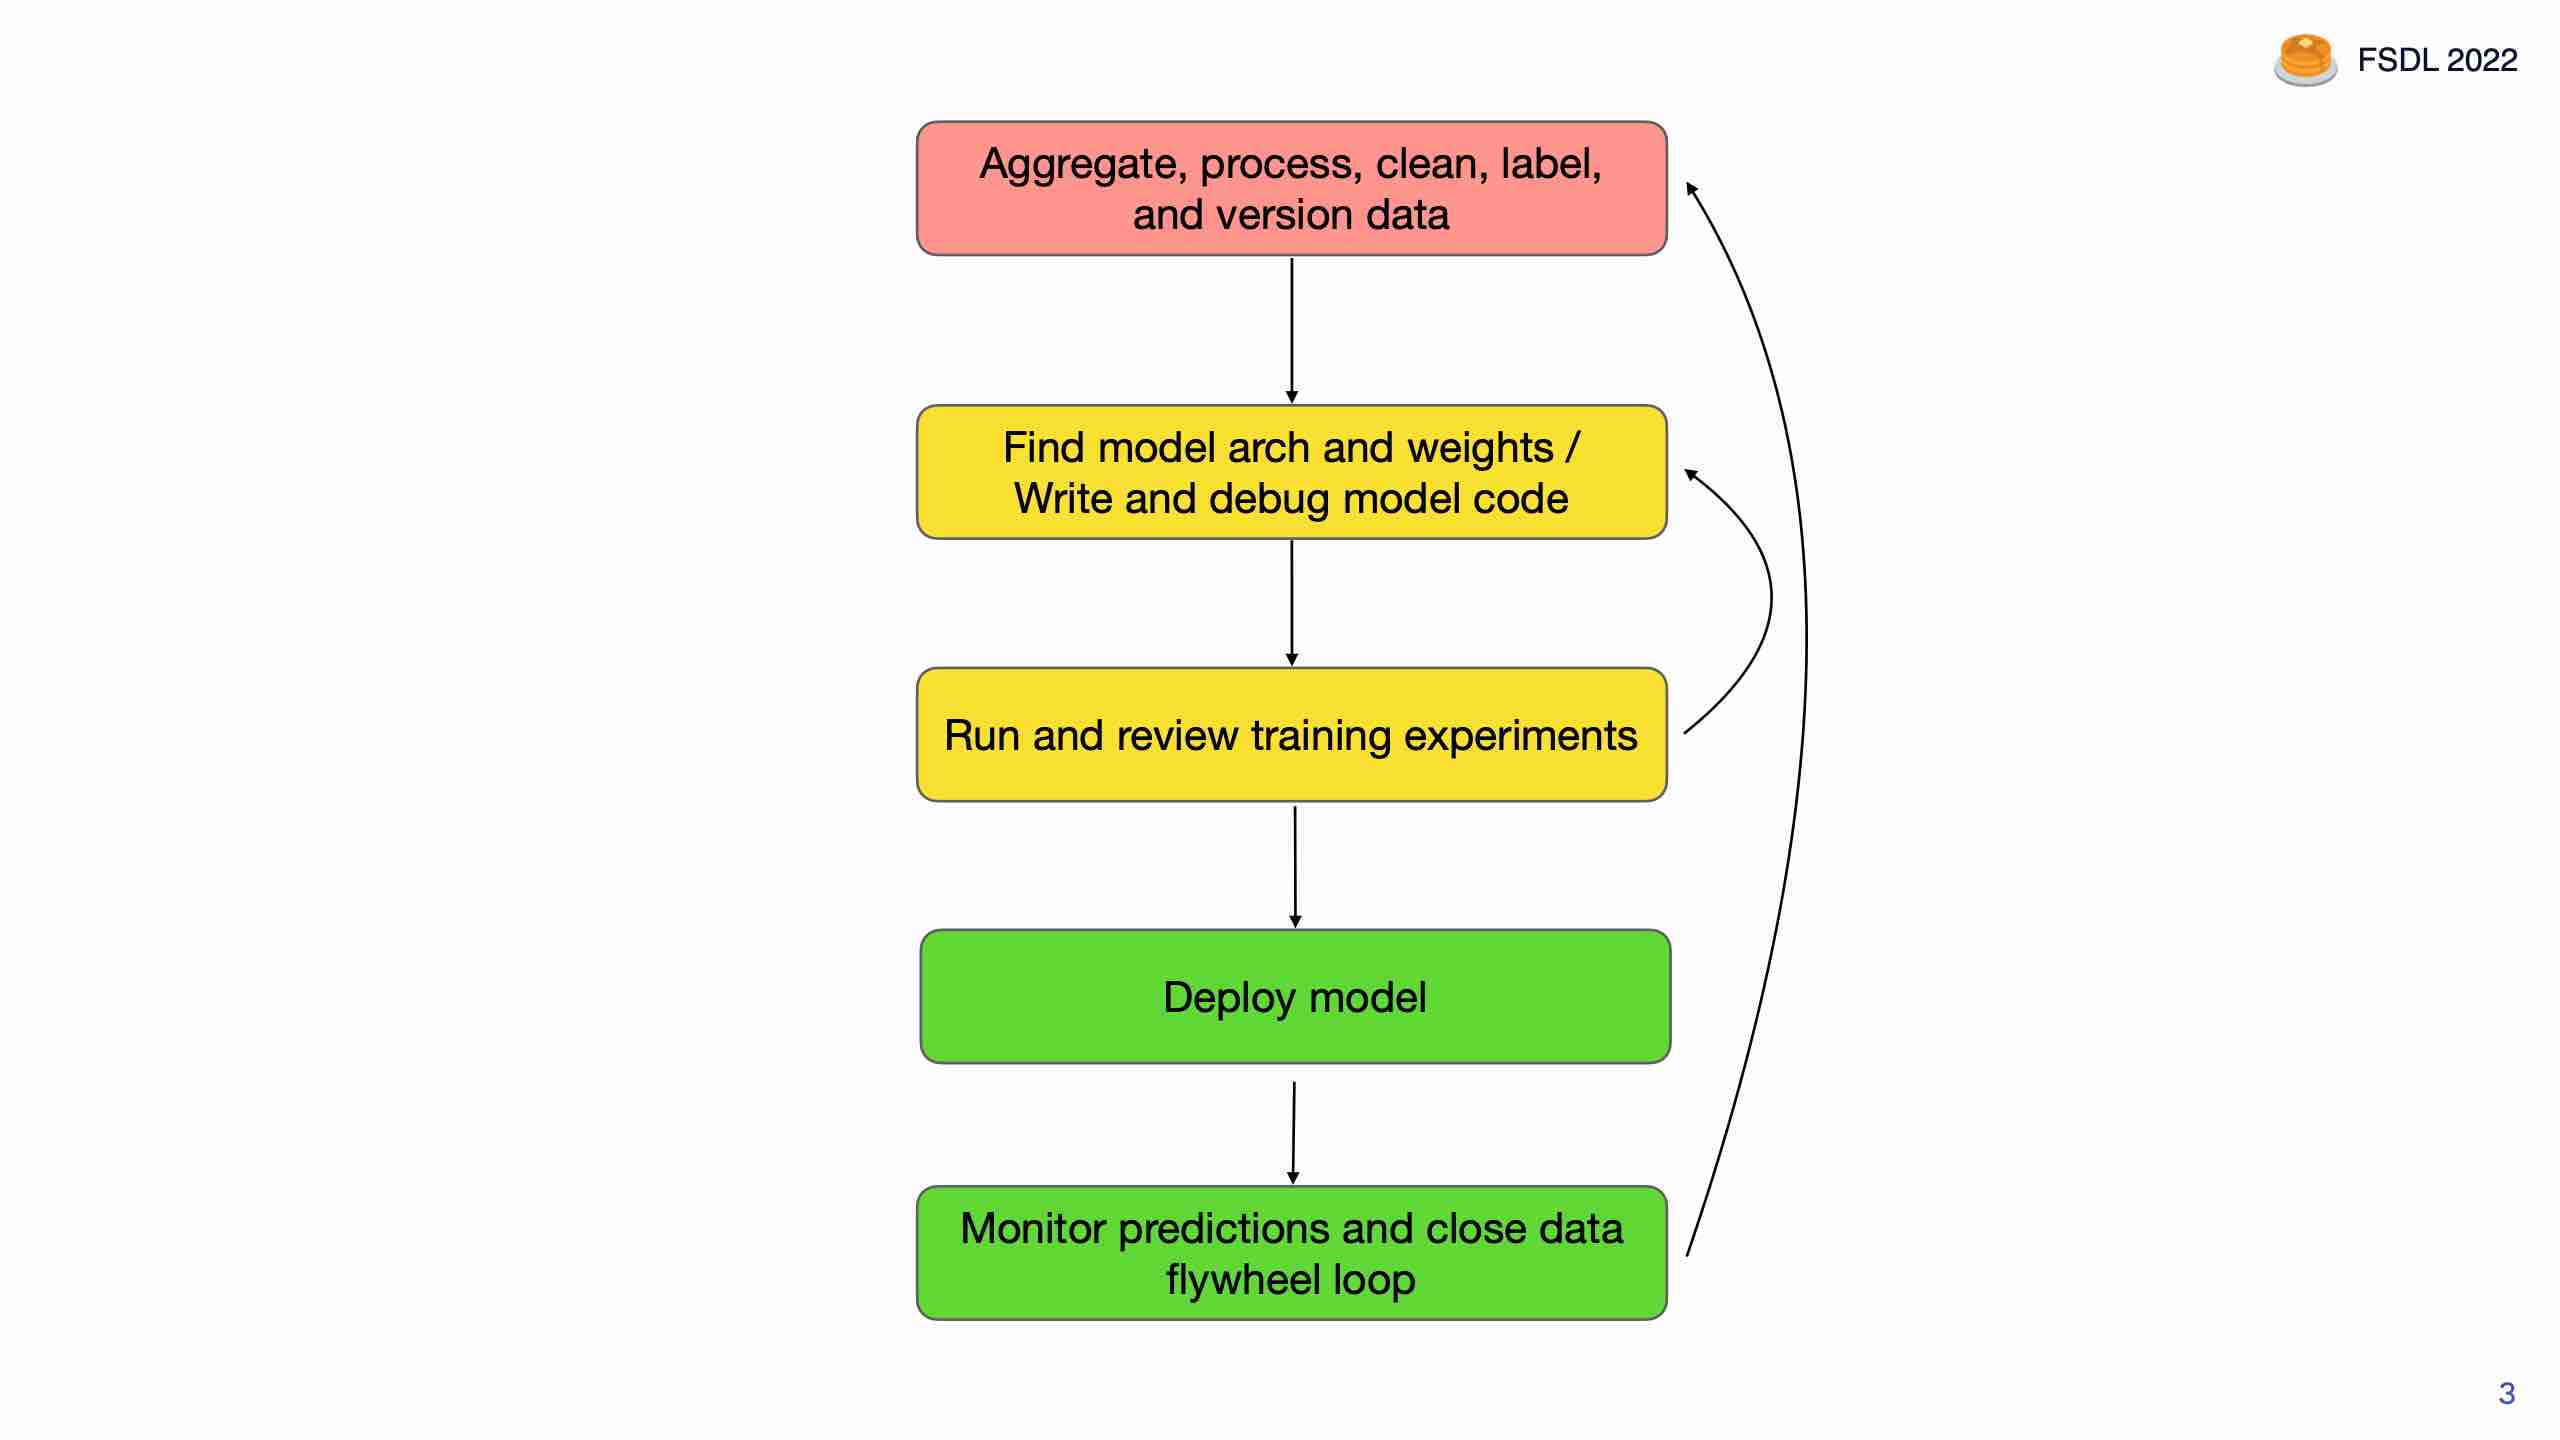 FSDL 2022
Aggregate, process, clean, label,
and version data
Find model arch and weights /
Write and debug model code
Run and review training experiments
Deploy model
Monitor predictions and close data
flywheel loop
3